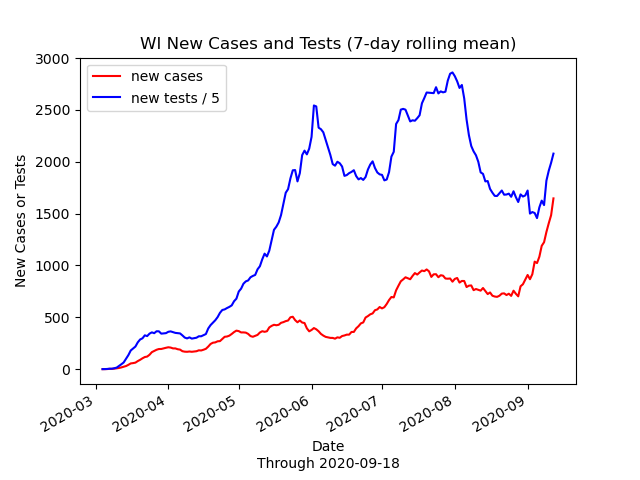 WI New Cases and Tests (7-day rolling mean)
new cases
new tests / 5
New Cases or Tests
3000
2500
2000
1500
1000
500
0
2020-03
2020-04
2020-05
2020-06
2020-07
2020-08
2020-09
Date
Through 2020-09-18